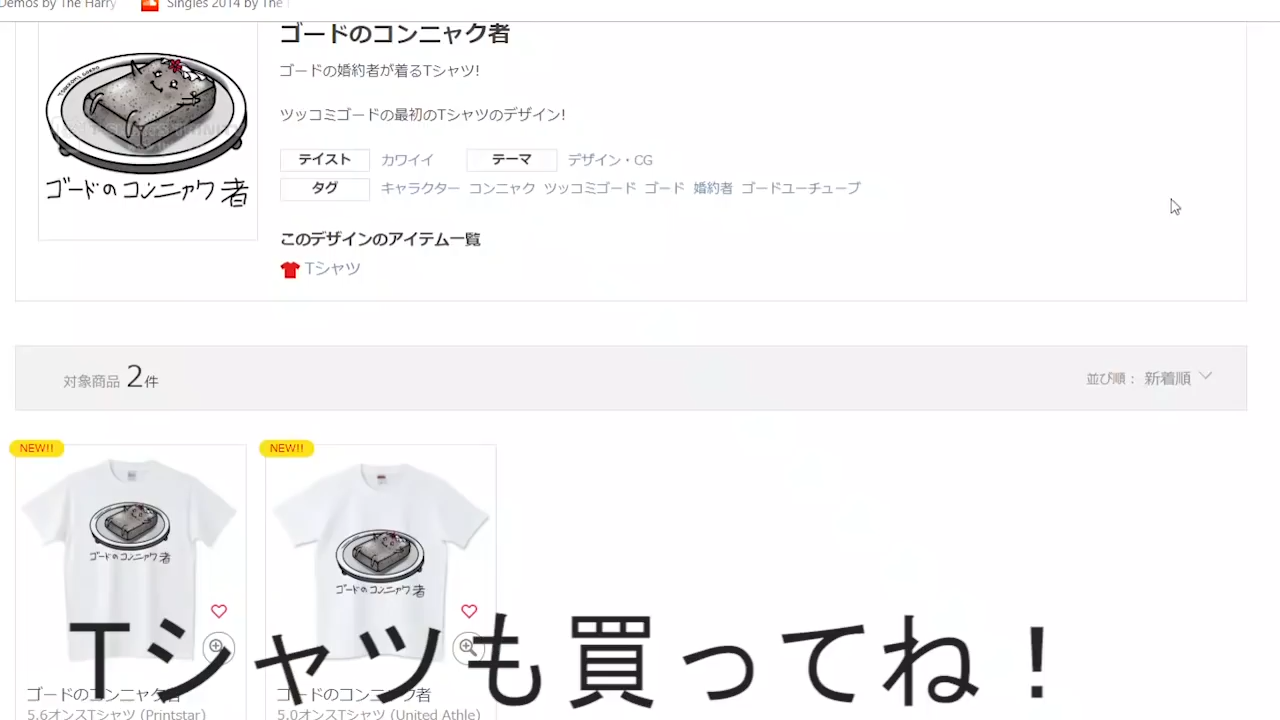 Demos by The Harry
Singles 2014 by The
ゴードのコンニャク者
ゴードの婚約者が着るTシャツ!
ツッコミゴードの最初のTシャツのデザイン!
テイスト カワイイ テーマ デザイン・CG
タグ キャラクター コンニャク ツッコミゴード ゴード 婚約者 ゴードユーチューブ
このデザインのアイテム一覧
Tシャツ
ゴードのコンニャク者
対象商品 2件
並び順： 新着順
NEW!! NEW!!
ゴードのコンニャク者
ゴードのコンニャク者
Tシャツも買ってね！
ゴードのコンニャク者
5.6オンスTシャツ (Printstar)
ゴードのコンニャク者
5.0オンスTシャツ (United Athle)